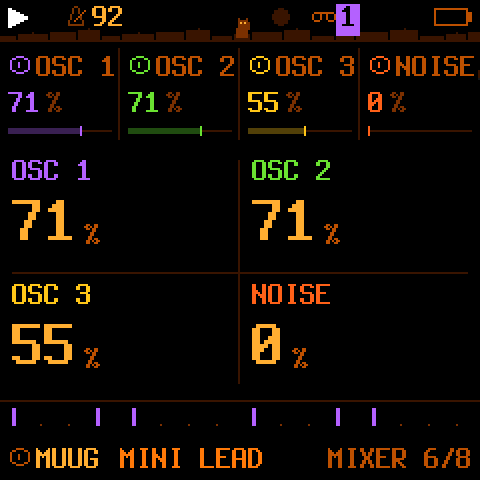 92 1
OSC 1 OSC 2 OSC 3 NOISE
71 % 71 % 55 % 0 %
OSC 1 OSC 2
71 % 71 %
OSC 3 NOISE
55 % 0 %
MUUG MINI LEAD MIXER 6/8